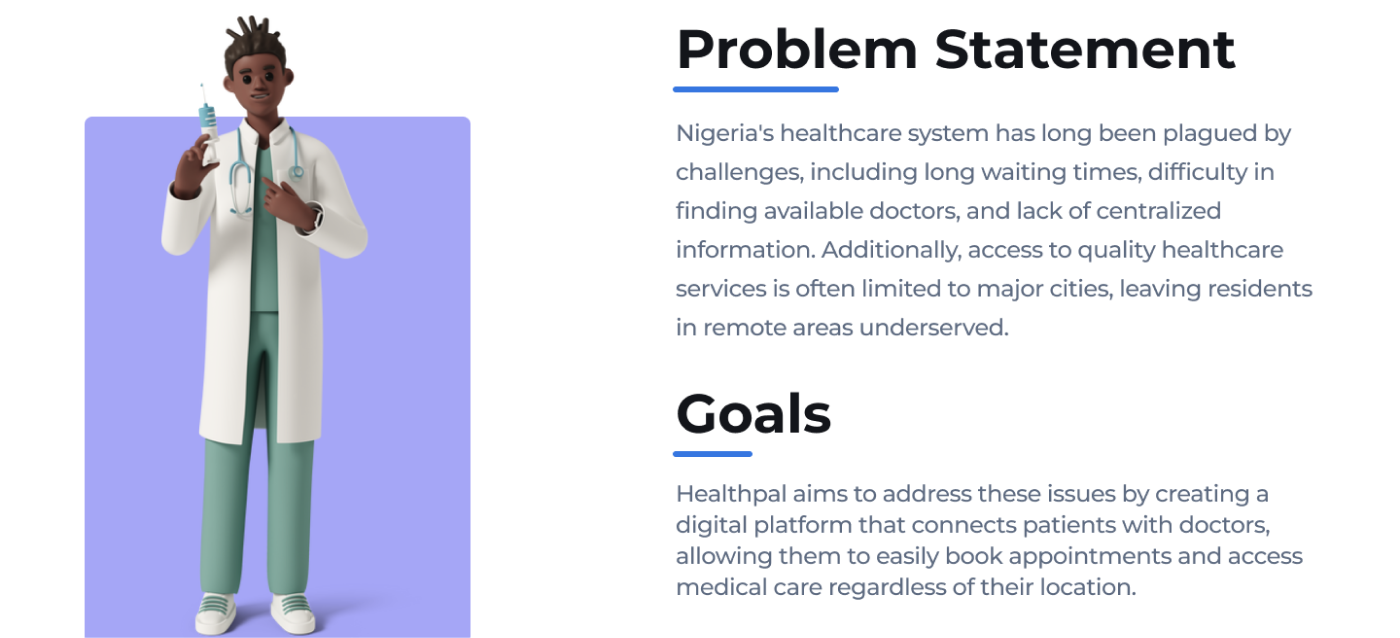 Problem Statement
Nigeria's healthcare system has long been plagued by
challenges, including long waiting times, difficulty in
finding available doctors, and lack of centralized
information. Additionally, access to quality healthcare
services is often limited to major cities, leaving residents
in remote areas underserved.
Goals
Healthpal aims to address these issues by creating a
digital platform that connects patients with doctors,
allowing them to easily book appointments and access
medical care regardless of their location.